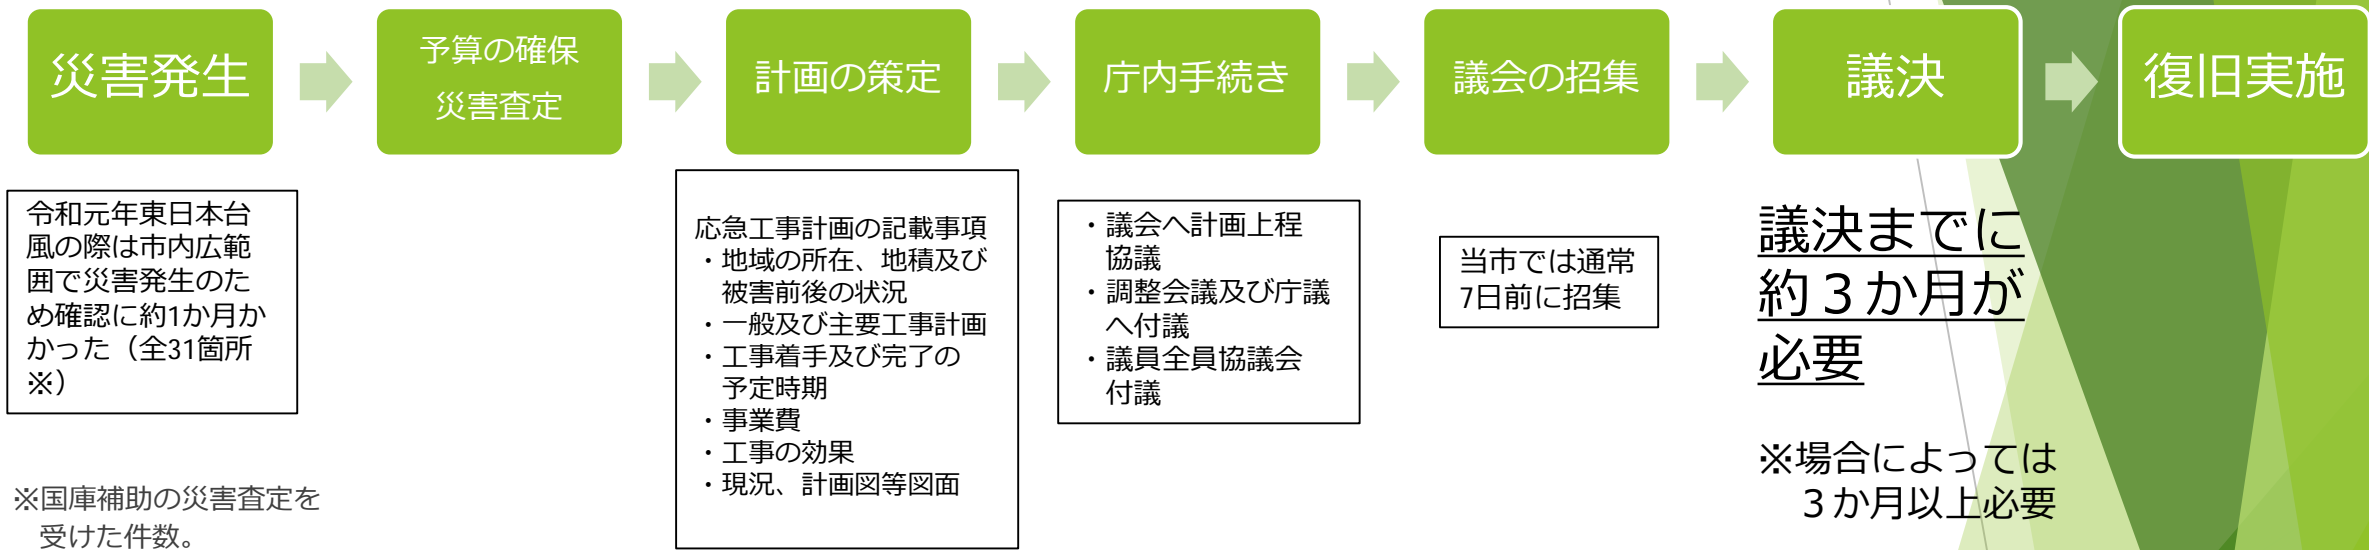 災害発生
予算の確保
災害査定
計画の策定
庁内手続き
議会の招集
議決
復旧実施
令和元年東日本台
風の際は市内広範
囲で災害発生のた
め確認に約1か月か
かった（全31箇所
※）
※国庫補助の災害査定を
受けた件数。
応急工事計画の記載事項
・地域の所在、地積及び
被害前後の状況
・一般及び主要工事計画
・工事着手及び完了の
予定時期
・事業費
・工事の効果
・現況、計画図等図面
・議会へ計画上程
協議
・調整会議及び庁議
へ付議
・議員全員協議会
付議
当市では通常
7日前に招集
議決までに
約３か月が
必要
※場合によっては
３か月以上必要